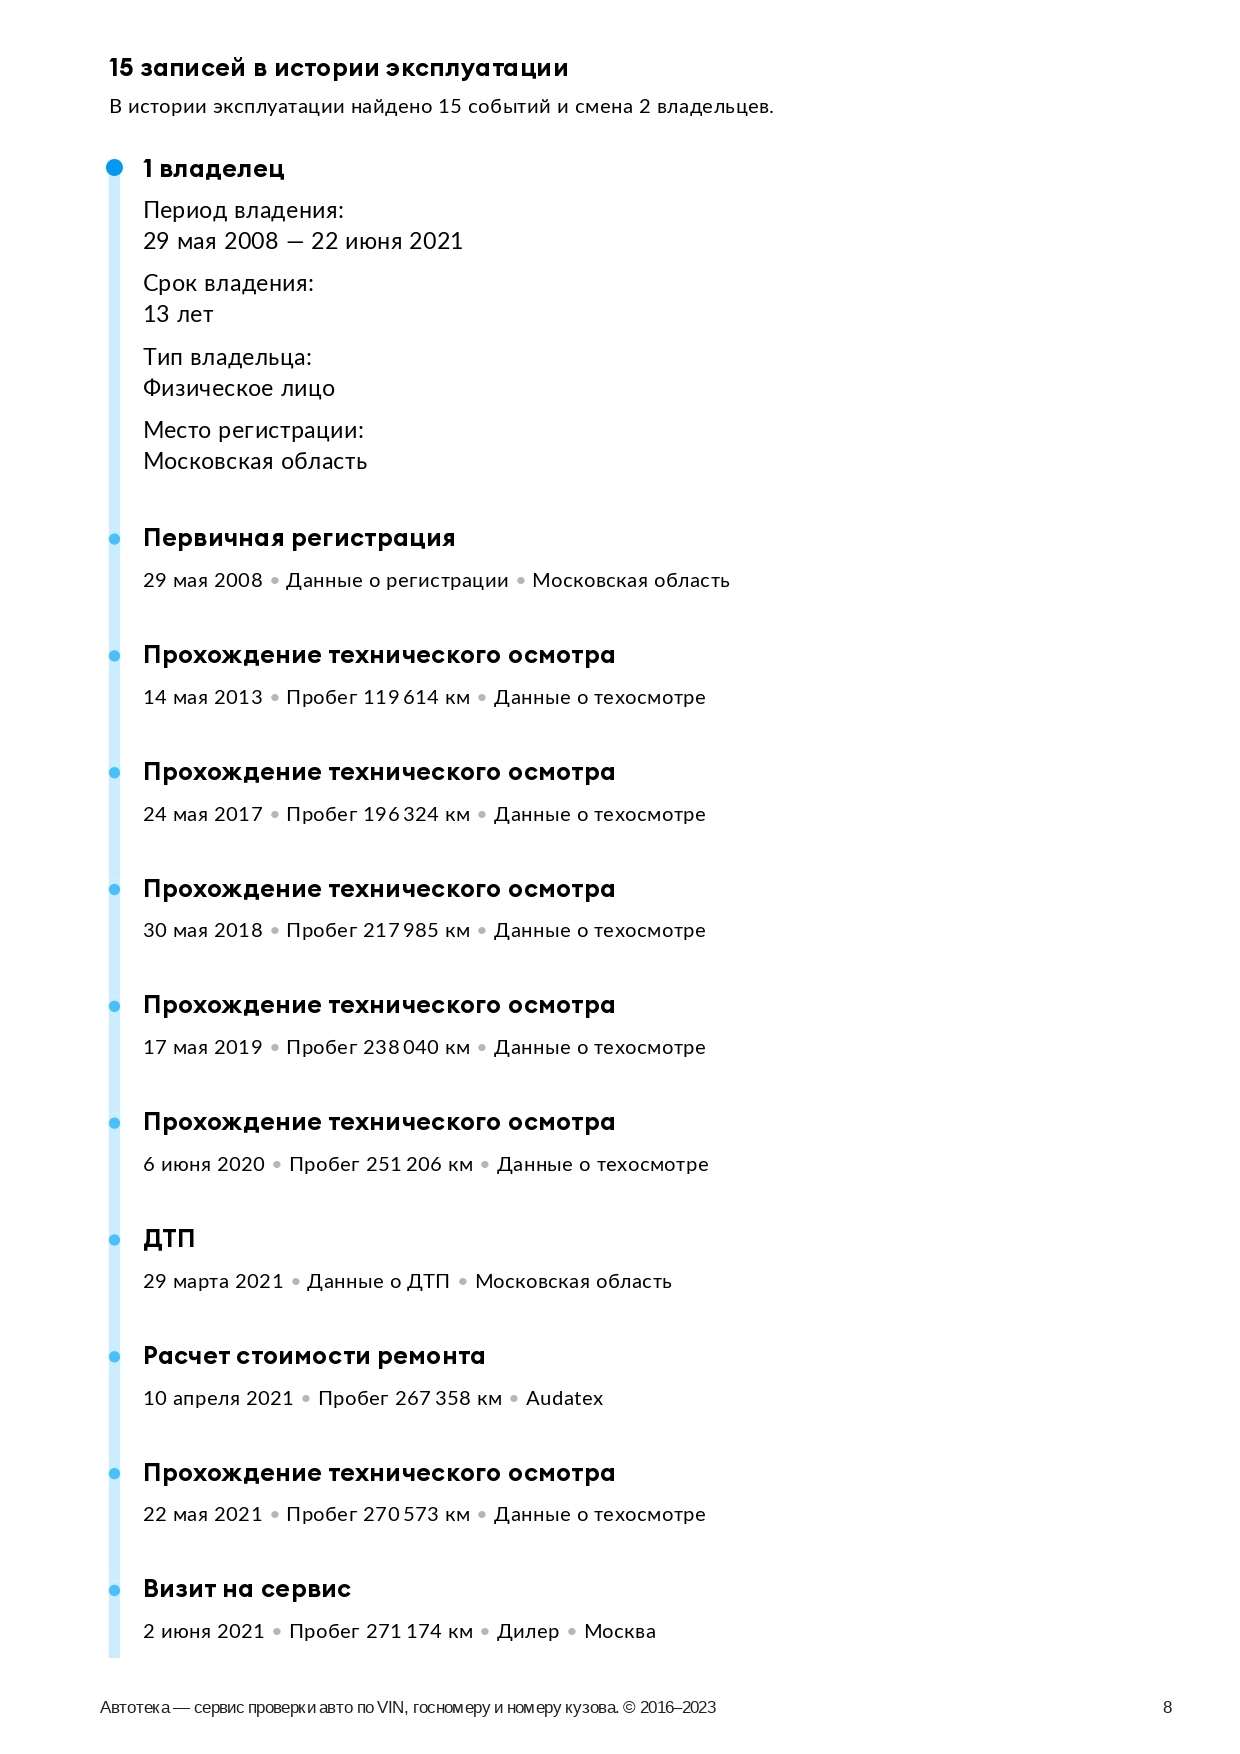 15 записей в истории эксплуатации
В истории эксплуатации найдено 15 событий и смена 2 владельцев.
1 владелец
Период владения:
29 мая 2008 — 22 июня 2021
Срок владения:
13 лет
Тип владельца:
Физическое лицо
Место регистрации:
Московская область
Первичная регистрация
29 мая 2008 • Данные о регистрации • Московская область
Прохождение технического осмотра
14 мая 2013 • Пробег 119 614 км • Данные о техосмотре
Прохождение технического осмотра
24 мая 2017 • Пробег 196 324 км • Данные о техосмотре
Прохождение технического осмотра
30 мая 2018 • Пробег 217 985 км • Данные о техосмотре
Прохождение технического осмотра
17 мая 2019 • Пробег 238 040 км • Данные о техосмотре
Прохождение технического осмотра
6 июня 2020 • Пробег 251 206 км • Данные о техосмотре
ДТП
29 марта 2021 • Данные о ДТП • Московская область
Расчет стоимости ремонта
10 апреля 2021 • Пробег 267 358 км • Audatex
Прохождение технического осмотра
22 мая 2021 • Пробег 270 573 км • Данные о техосмотре
Визит на сервис
2 июня 2021 • Пробег 271 174 км • Дилер • Москва
Автотека — сервис проверки авто по VIN, госномеру и номеру кузова. © 2016–2023 8